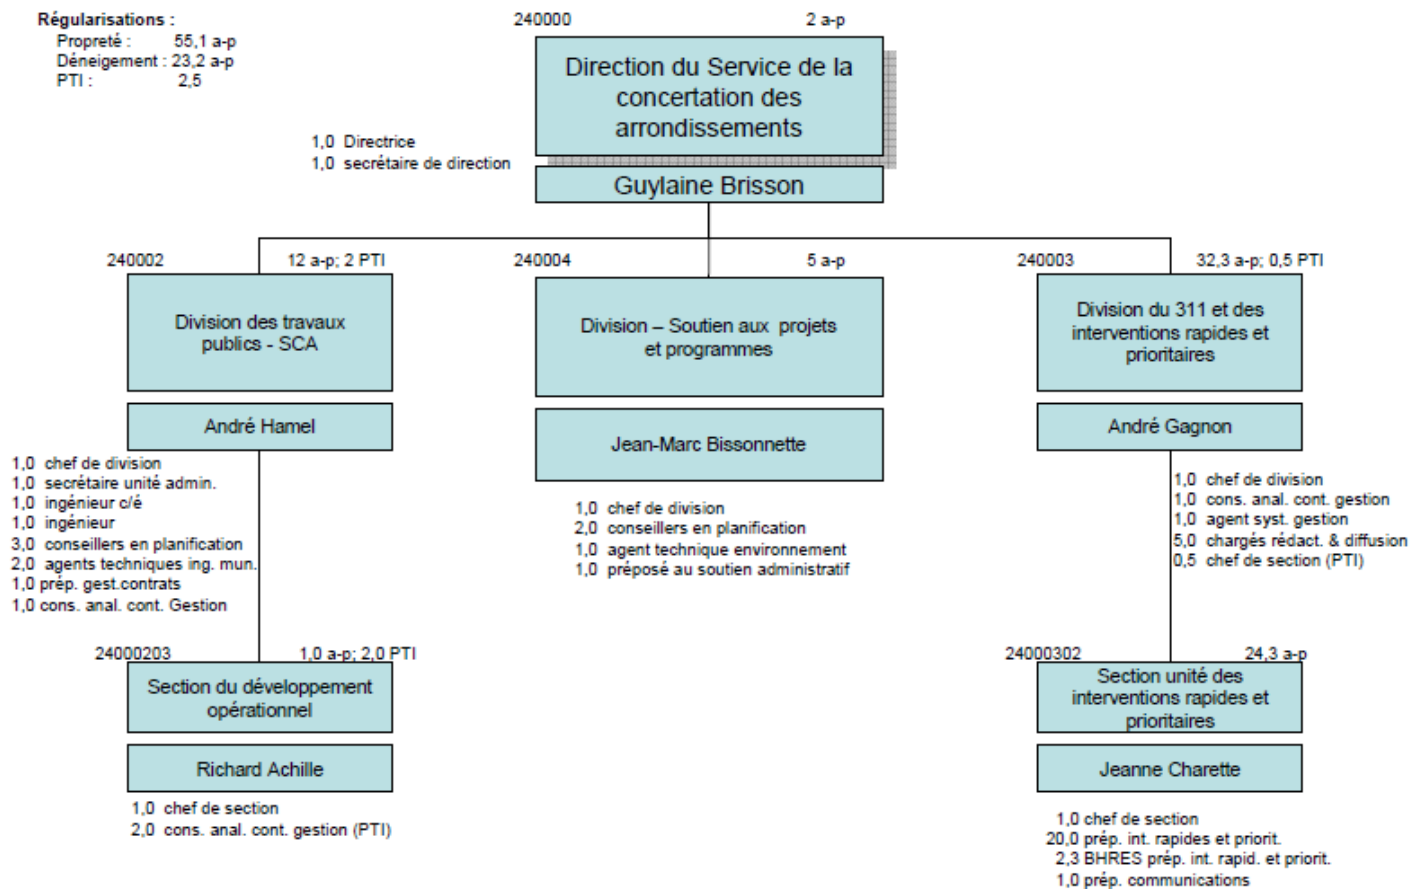 Régularisations :
Propreté : 55,1 a-p
Déneigement : 23,2 a-p
PTI : 2,5
240000 2 a-p
Direction du Service de la
concertation des
arrondissements
1,0 Directrice
1,0 secrétaire de direction
Guylaine Brisson
240002 12 a-p; 2 PTI
Division des travaux
publics - SCA
André Hamel
1,0 chef de division
1,0 secrétaire unité admin.
1,0 ingénieur c/é
1,0 ingénieur
3,0 conseillers en planification
2,0 agents techniques ing. mun.
1,0 prép. gest.contrats
1,0 cons. anal. cont. Gestion
24000203 1,0 a-p; 2,0 PTI
Section du développement
opérationnel
Richard Achille
1,0 chef de section
2,0 cons. anal. cont. gestion (PTI)
240004 5 a-p
Division – Soutien aux projets
et programmes
Jean-Marc Bissonnette
1,0 chef de division
2,0 conseillers en planification
1,0 agent technique environnement
1,0 préposé au soutien administratif
240003 32,3 a-p; 0,5 PTI
Division du 311 et des
interventions rapides et
prioritaires
André Gagnon
1,0 chef de division
1,0 cons. anal. cont. gestion
1,0 agent syst. gestion
5,0 chargés rédact. & diffusion
0,5 chef de section (PTI)
24000302 24,3 a-p
Section unité des
interventions rapides et
prioritaires
Jeanne Charette
1,0 chef de section
20,0 prép. int. rapides et priorit.
2,3 BHRES prép. int. rapid. et priorit.
1,0 prép. communications